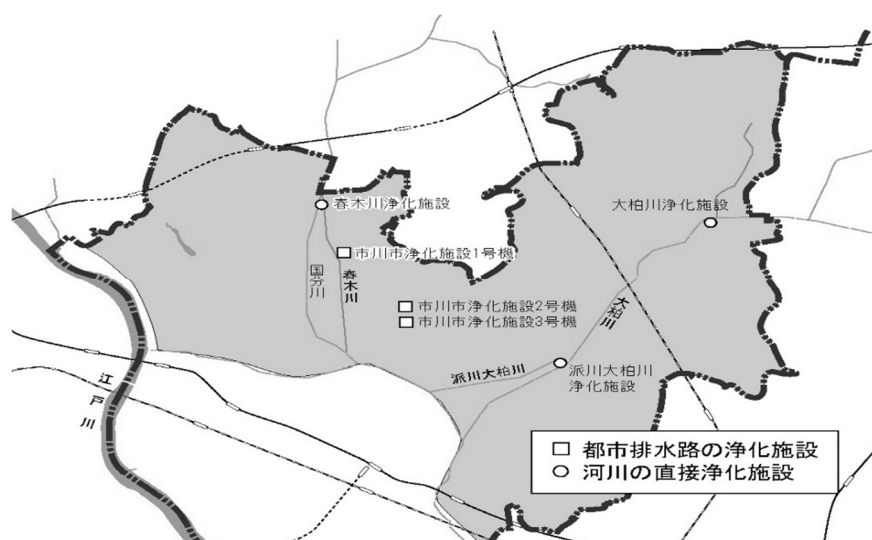 春木川浄化施設
大柏川浄化施設
市川市浄化施設1号機
国分川
春木川
市川市浄化施設2号機
市川市浄化施設3号機
大柏川
派川大柏川
派川大柏川
浄化施設
江戸川
都市排水路の浄化施設
河川の直接浄化施設